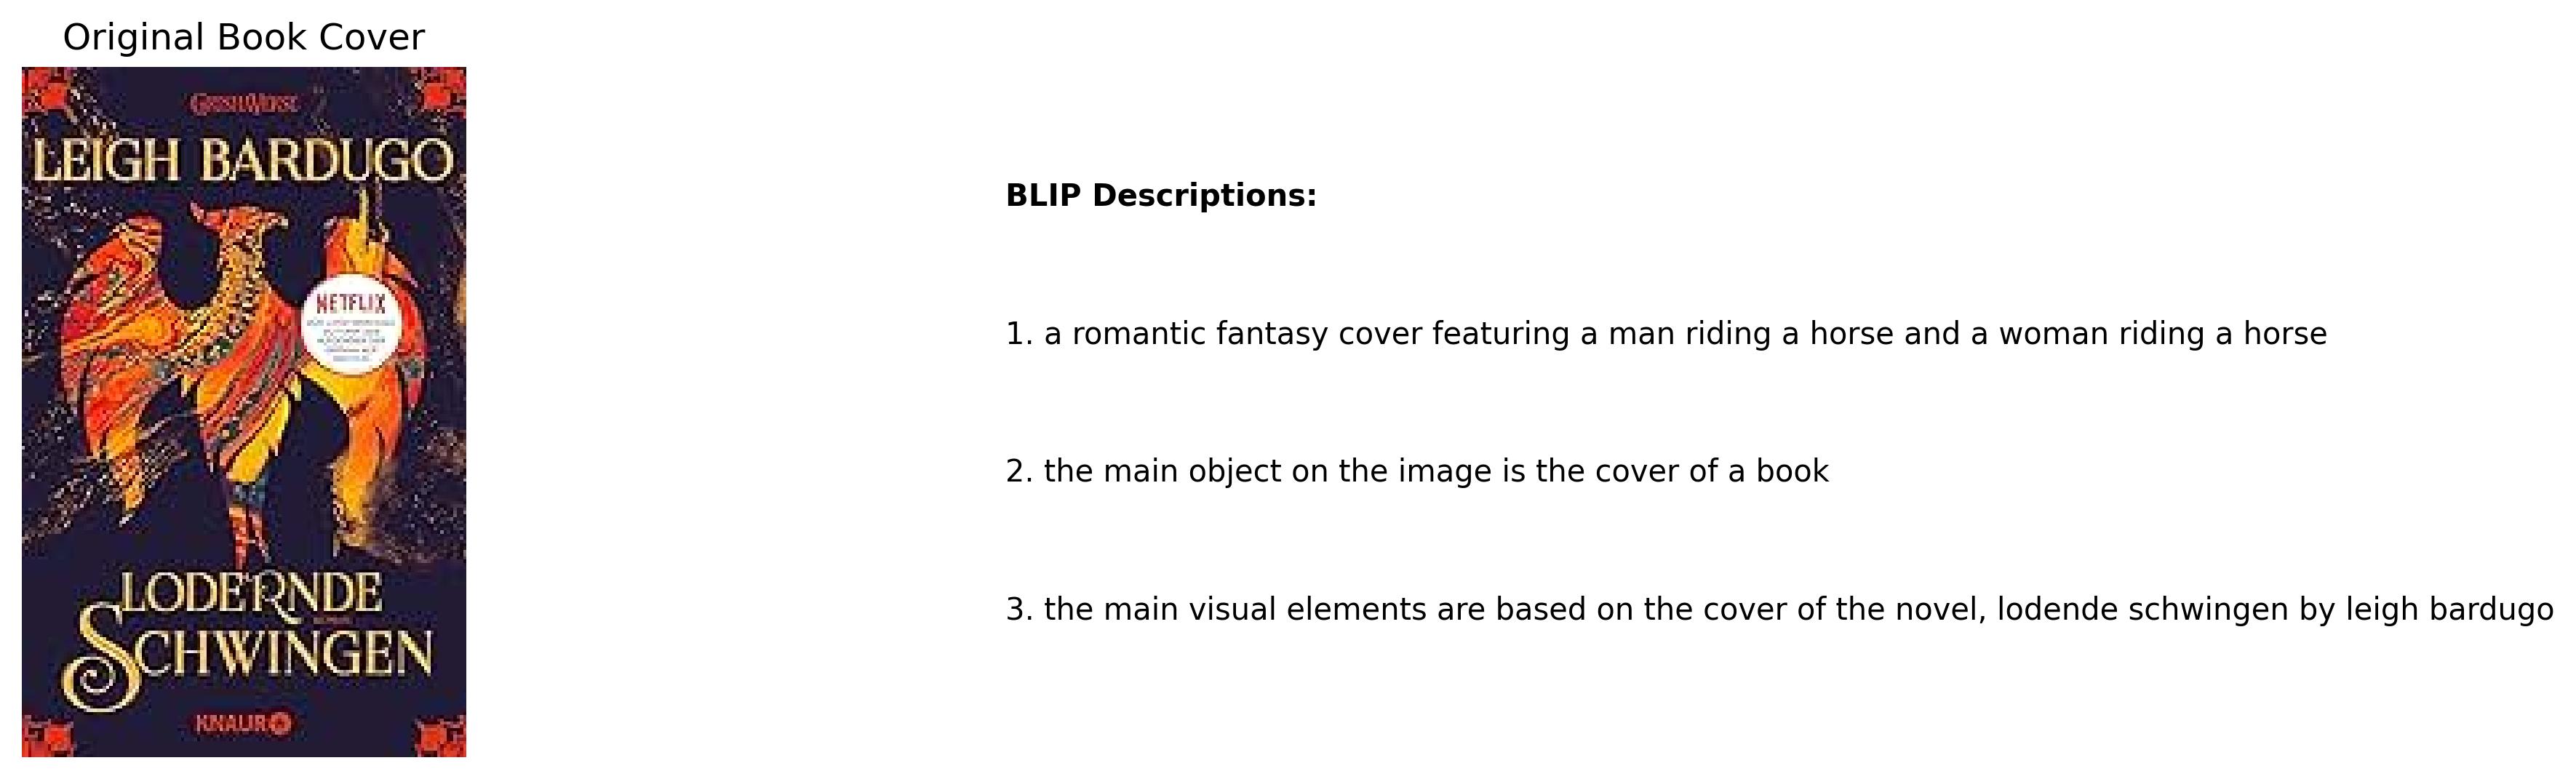 Original Book Cover
GRISHAVERSE
LEIGH BARDUGO
NETFLIX
LODERNDE
SCHWINGEN
KNAUR
BLIP Descriptions:
1. a romantic fantasy cover featuring a man riding a horse and a woman riding a horse
2. the main object on the image is the cover of a book
3. the main visual elements are based on the cover of the novel, lodende schwingen by leigh bardugo